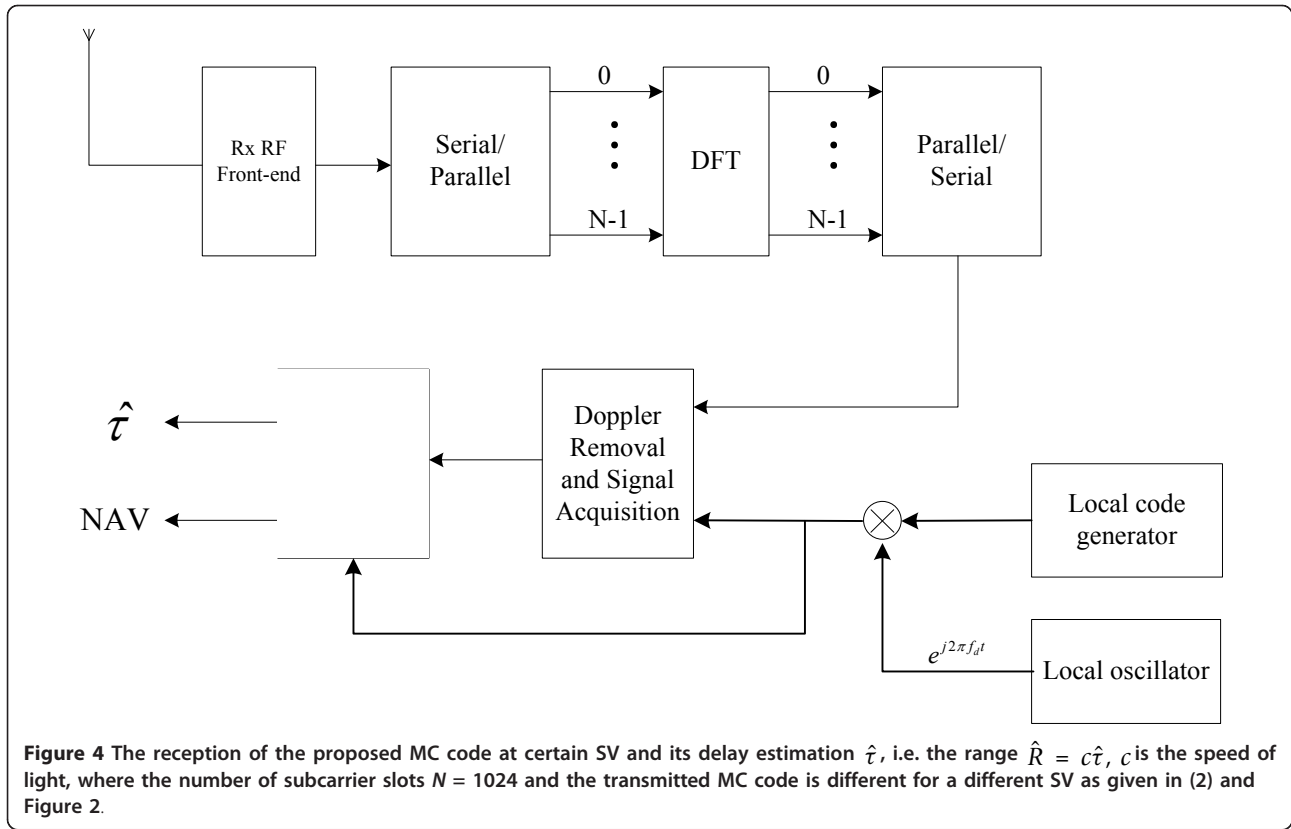 Rx RF
Front-end
Serial/
Parallel
0
N-1
DFT
0
N-1
Parallel/
Serial
τ̂
NAV
Doppler
Removal
and Signal
Acquisition
Local code
generator
e^{j2πf_d t}
Local oscillator
Figure 4 The reception of the proposed MC code at certain SV and its delay estimation τ̂, i.e. the range R̂ = cτ̂, c is the speed of
light, where the number of subcarrier slots N = 1024 and the transmitted MC code is different for a different SV as given in (2) and
Figure 2.